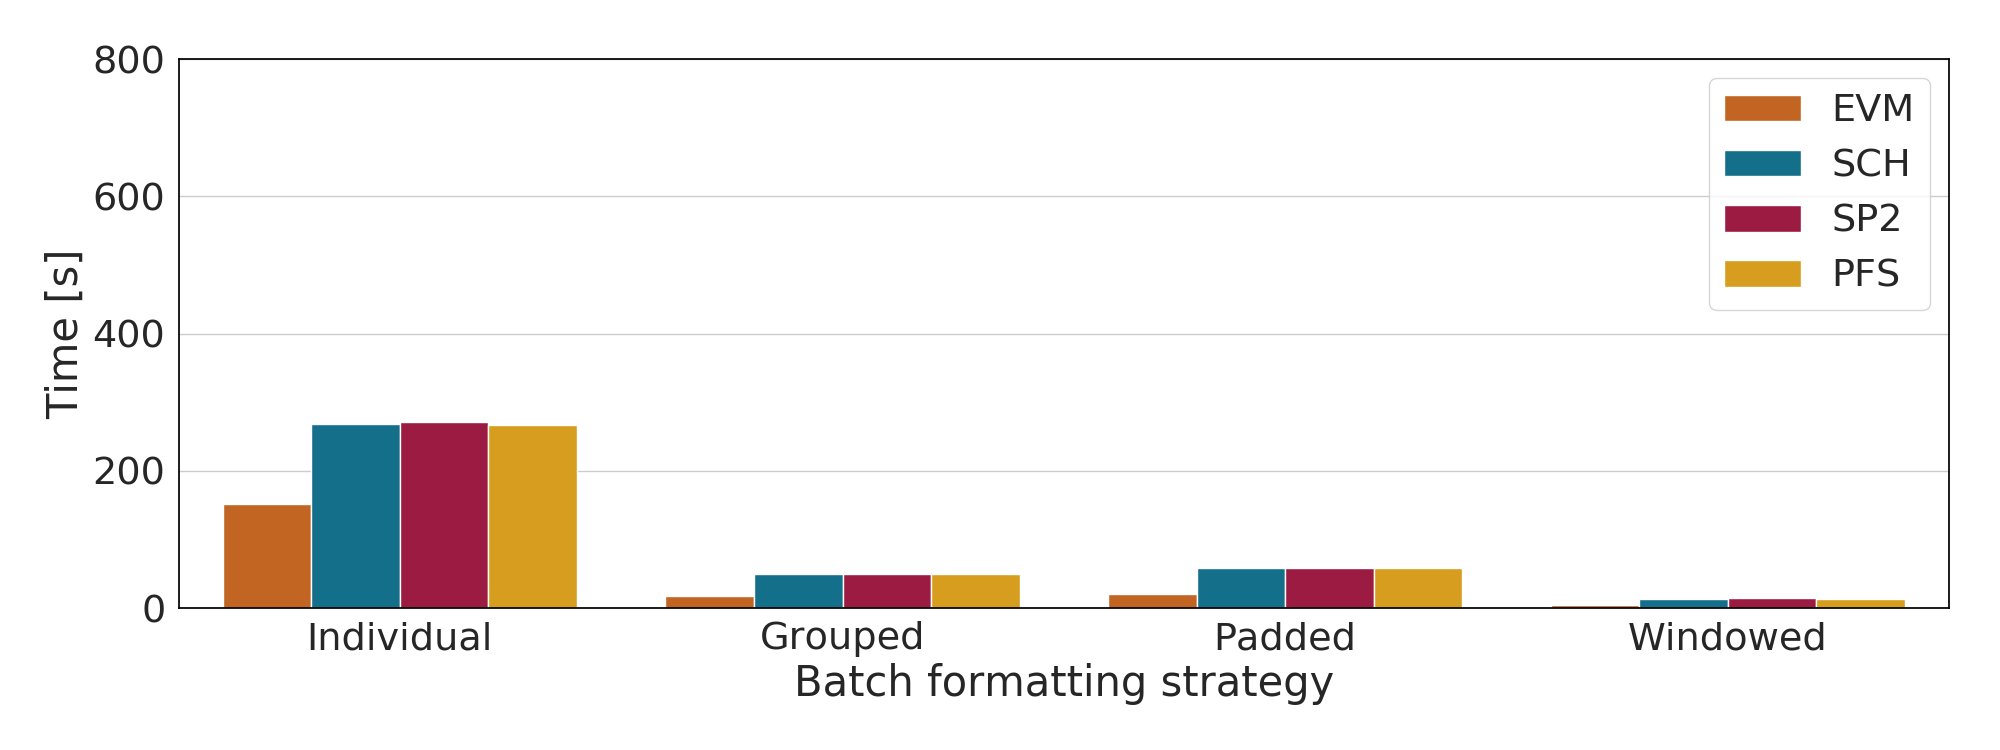 800
600
400
200
0
Time [s]
EVM
SCH
SP2
PFS
Individual
Grouped
Padded
Windowed
Batch formatting strategy